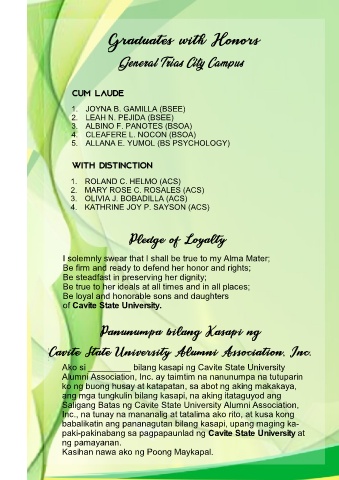 Graduates with Honors
General Trias City Campus
CUM LAUDE
1. JOYNA B. GAMILLA (BSEE)
2. LEAH N. PEJIDA (BSEE)
3. ALBINO F. PANOTES (BSOA)
4. CLEAFERE L. NOCON (BSOA)
5. ALLANA E. YUMOL (BS PSYCHOLOGY)
WITH DISTINCTION
1. ROLAND C. HELMO (ACS)
2. MARY ROSE C. ROSALES (ACS)
3. OLIVIA J. BOBADILLA (ACS)
4. KATHRINE JOY P. SAYSON (ACS)
Pledge of Loyalty
I solemnly swear that I shall be true to my Alma Mater;
Be firm and ready to defend her honor and rights;
Be steadfast in preserving her dignity;
Be true to her ideals at all times and in all places;
Be loyal and honorable sons and daughters
of Cavite State University.
Panunumpa bilang Kasapi ng
Cavite State University Alumni Association, Inc.
Ako si __________ bilang kasapi ng Cavite State University
Alumni Association, Inc. ay taimtim na nanunumpa na tutuparin
ko ng buong husay at katapatan, sa abot ng aking makakaya,
ang mga tungkulin bilang kasapi, na aking itataguyod ang
Saligang Batas ng Cavite State University Alumni Association,
Inc., na tunay na mananalig at tatalima ako rito, at kusa kong
babalikatin ang pananagutan bilang kasapi, upang maging ka-
paki-pakinabang sa pagpapaunlad ng Cavite State University at
ng pamayanan.
Kasihan nawa ako ng Poong Maykapal.